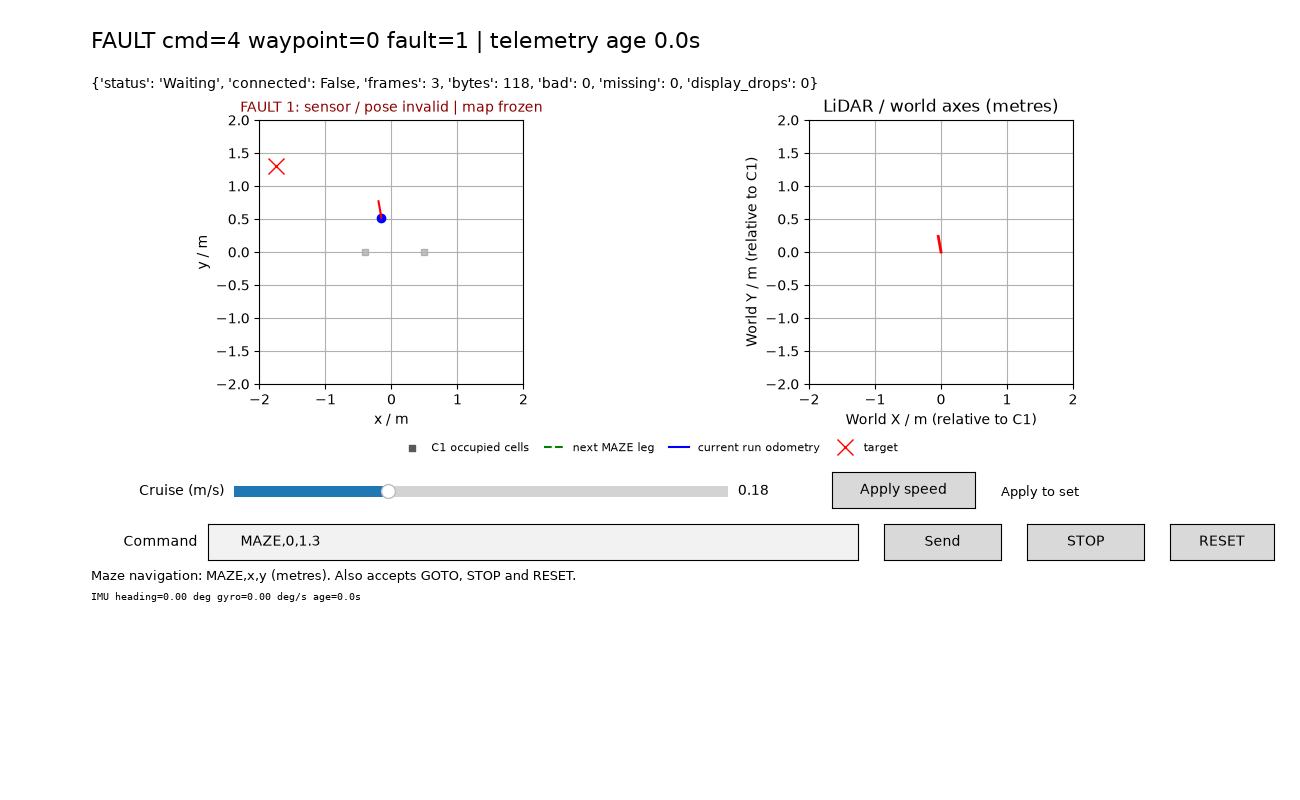 FAULT cmd=4 waypoint=0 fault=1 | telemetry age 0.0s
{'status': 'Waiting', 'connected': False, 'frames': 3, 'bytes': 118, 'bad': 0, 'missing': 0, 'display_drops': 0}
FAULT 1: sensor / pose invalid | map frozen
2.0
1.5
1.0
0.5
0.0
−0.5
−1.0
−1.5
−2.0
y / m
−2 −1 0 1 2
x / m
LiDAR / world axes (metres)
2.0
1.5
1.0
0.5
0.0
−0.5
−1.0
−1.5
−2.0
World Y / m (relative to C1)
−2 −1 0 1 2
World X / m (relative to C1)
C1 occupied cells next MAZE leg current run odometry target
Cruise (m/s) 0.18 Apply speed Apply to set
Command MAZE,0,1.3 Send STOP RESET
Maze navigation: MAZE,x,y (metres). Also accepts GOTO, STOP and RESET.
IMU heading=0.00 deg gyro=0.00 deg/s age=0.0s